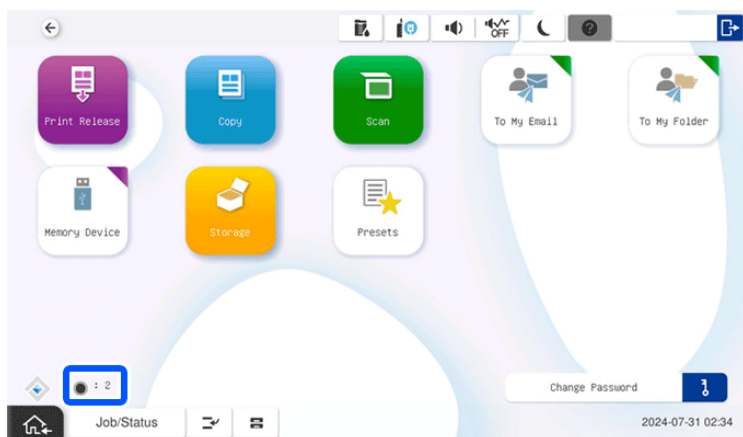 OFF
?
Print Release
Copy
Scan
To My Email
To My Folder
Memory Device
Storage
Presets
: 2
Change Password
Job/Status
2024-07-31 02:34